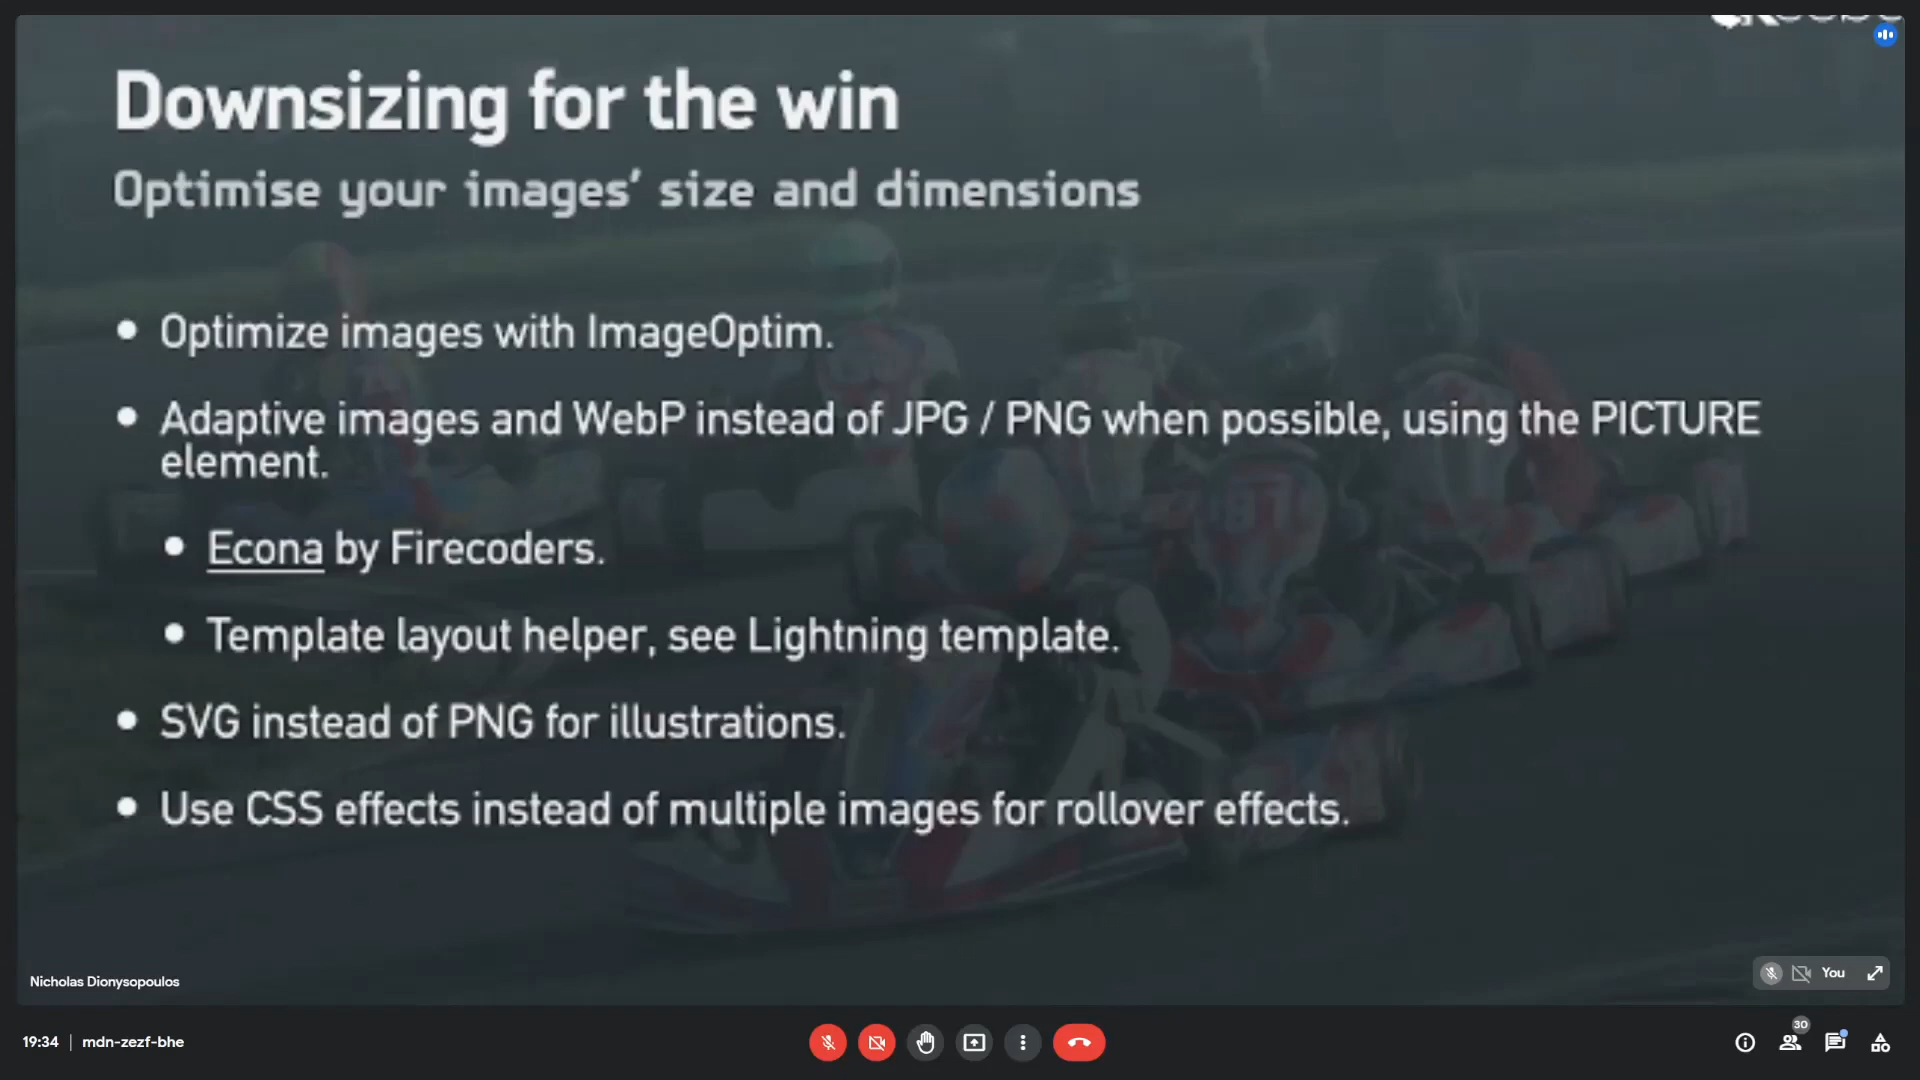 Downsizing for the win
Optimise your images' size and dimensions
• Optimize images with ImageOptim.
• Adaptive images and WebP instead of JPG / PNG when possible, using the PICTURE
element.
• Econa by Firecoders.
• Template layout helper, see Lightning template.
• SVG instead of PNG for illustrations.
• Use CSS effects instead of multiple images for rollover effects.
Nicholas Dionysopoulos
You
19:34 | mdn-zezf-bhe
30